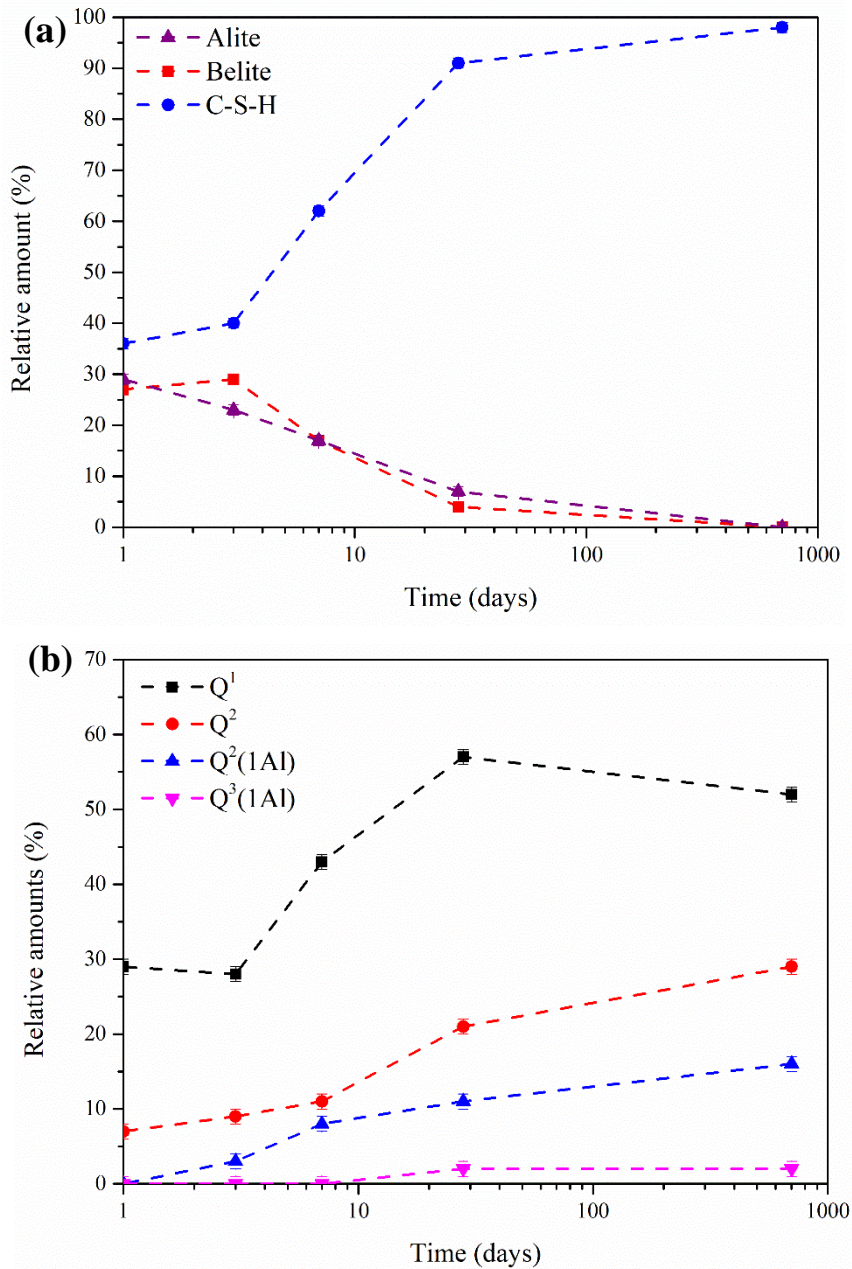 (a)
Alite
Belite
C-S-H
100
90
80
70
60
50
40
30
20
10
0
Relative amount (%)
1 10 100 1000
Time (days)
(b)
Q¹
Q²
Q²(1Al)
Q³(1Al)
70
60
50
40
30
20
10
0
Relative amounts (%)
1 10 100 1000
Time (days)